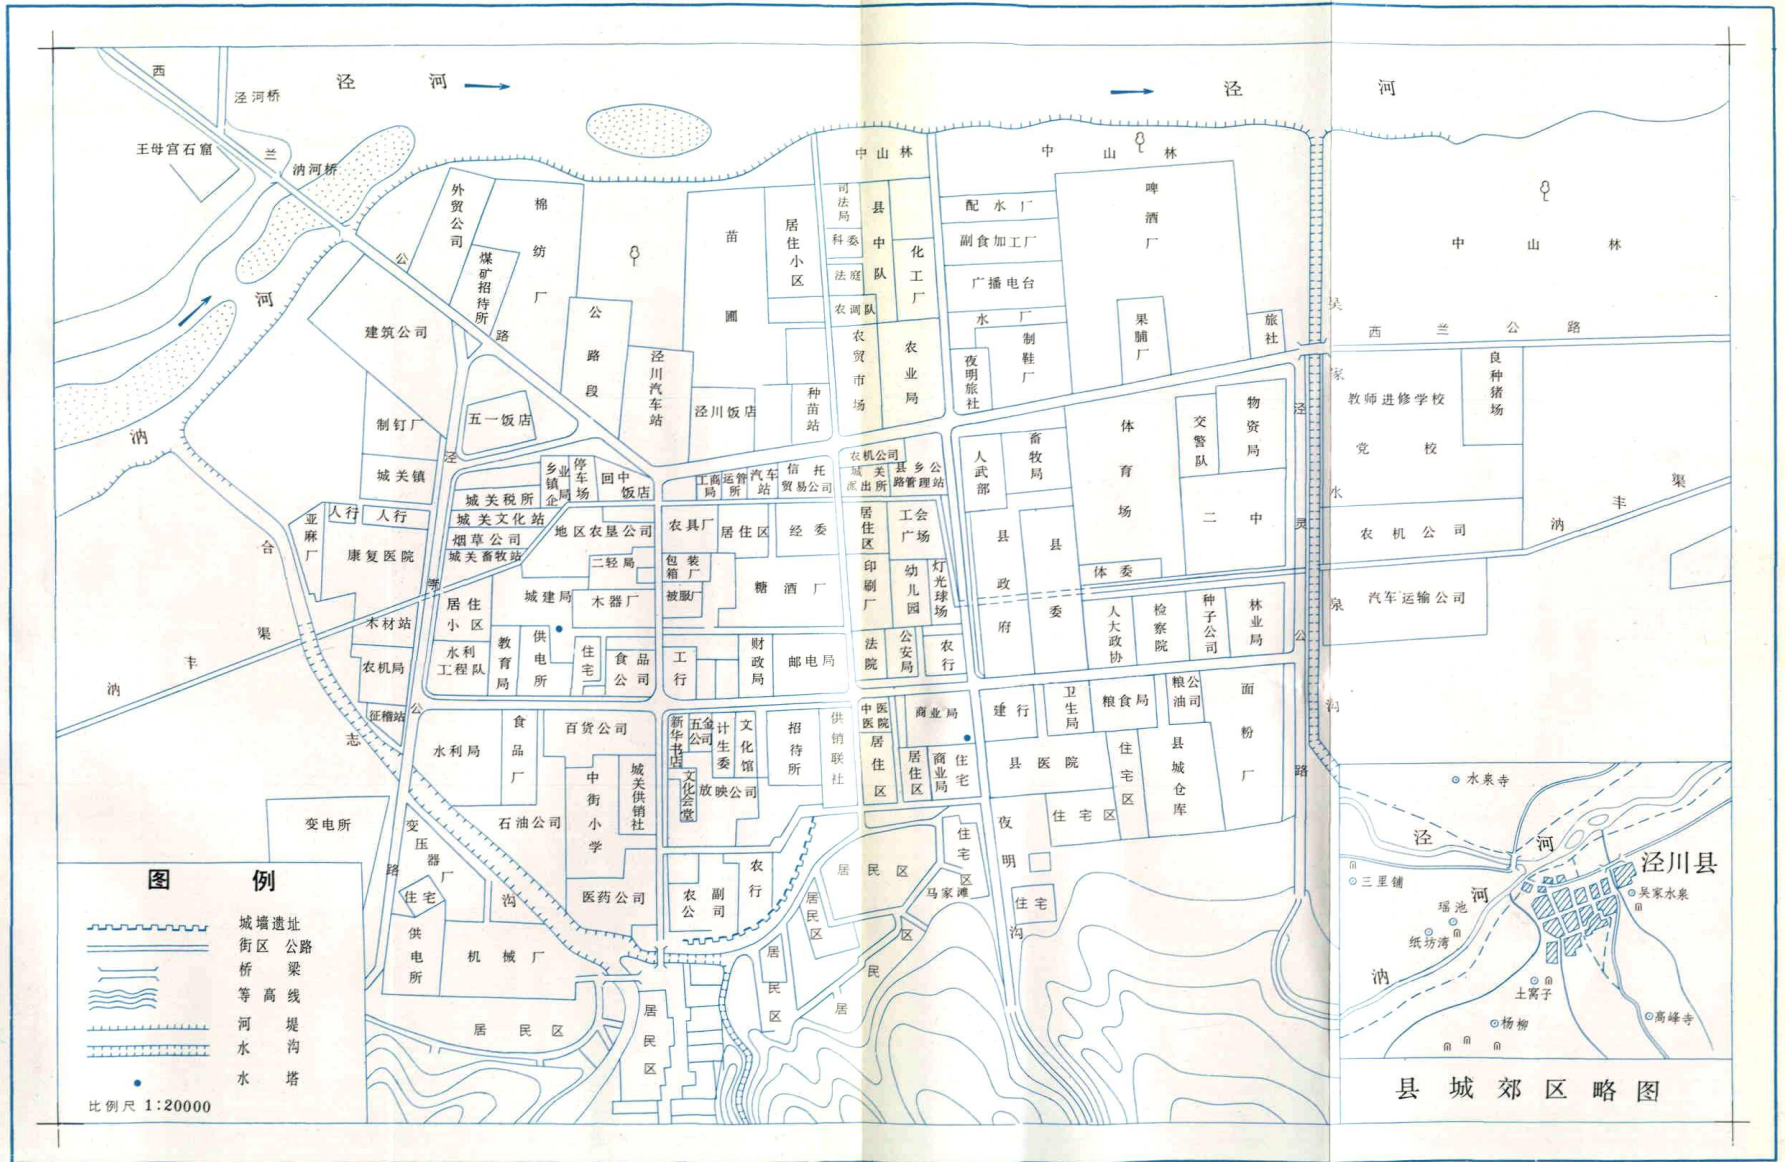 泾 河
泾 河
西 兰 公 路
泾河桥
王母宫石窟
汭河桥
汭 河
中山林
中 山 林
中 山 林
外贸公司
棉纺厂
煤矿招待所
苗圃
居住小区
司法局
县中队
科委
法庭
农调队
化工厂
配水厂
副食加工厂
广播电台
水厂
啤酒厂
建筑公司
公路段
泾川汽车站
泾川饭店
种苗站
农贸市场
农业局
夜明旅社
制鞋厂
果脯厂
旅社
西 兰 公 路
吴家水泉沟
教师进修学校
党 校
良种猪场
制钉厂
五一饭店
城关镇
泾 青 公 路
城关税所
乡镇企业局
停车场
回中饭店
工商局
运管所
汽车站
信托贸易公司
农机公司
城关派出所
县乡公路管理站
人武部
畜牧局
体育场
交警队
物资局
泾 灵 公 路
二中
农机公司
汭 丰 渠
亚麻厂
人行
人行
康复医院
城关文化站
烟草公司
城关畜牧站
地区农垦公司
二轻局
农具厂
居住区
经委
包装箱厂
被服厂
糖酒厂
居住区
工会广场
印刷厂
幼儿园
灯光球场
县政府
县委
体委
汽车运输公司
合 志 沟
汭 丰 渠
木材站
居住小区
城建局
木器厂
农机局
水利工程队
教育局
供电所
住宅
食品公司
工行
财政局
邮电局
法院
公安局
农行
人大政协
检察院
种子公司
林业局
征稽站
水利局
食品厂
百货公司
新华书店
五金公司
计生委
文化馆
招待所
供销联社
中医医院
商业局
建行
卫生局
粮食局
粮油公司
面粉厂
中街小学
城关供销社
文化会堂
放映公司
居住区
居住区
商业局
住宅
县医院
住宅区
县城仓库
变电所
变压器厂
石油公司
住宅区
夜明沟
住宅
供电所
医药公司
农副公司
农行
居民区
住宅区
马家滩
住宅
机械厂
居民区
居民区
居民区
居民区
居民区
图 例
城墙遗址
街区 公路
桥 梁
等 高 线
河 堤
水 沟
水 塔
比例尺 1:20000
水泉寺
泾 河
泾川县
三里铺
吴家水泉
瑶池
纸坊湾
汭 河
土窝子
杨柳
高峰寺
县城郊区略图